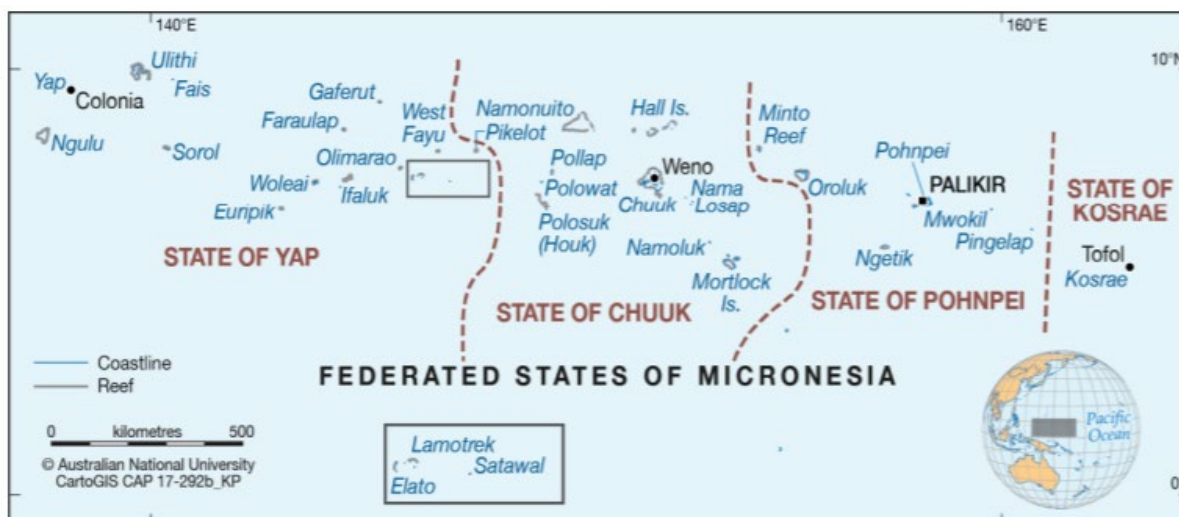 140°E
160°E
10°N
Ulithi
Yap
Fais
Colonia
Ngulu
Sorol
Gaferut
Faraulap
West
Fayu
Olimarao
Woleai
Ifaluk
Euripik
STATE OF YAP
Namonuito
Pikelot
Hall Is.
Pollap
Weno
Polowat
Chuuk
Nama
Losap
Polosuk
(Houk)
Namoluk
Mortlock
Is.
STATE OF CHUUK
Minto
Reef
Oroluk
Pohnpei
PALIKIR
Mwokil
Pingelap
Ngetik
STATE OF POHNPEI
STATE OF
KOSRAE
Tofol
Kosrae
Coastline
Reef
FEDERATED STATES OF MICRONESIA
0 kilometres 500
© Australian National University
CartoGIS CAP 17-292b_KP
Lamotrek
Satawal
Elato
Pacific
Ocean
0°